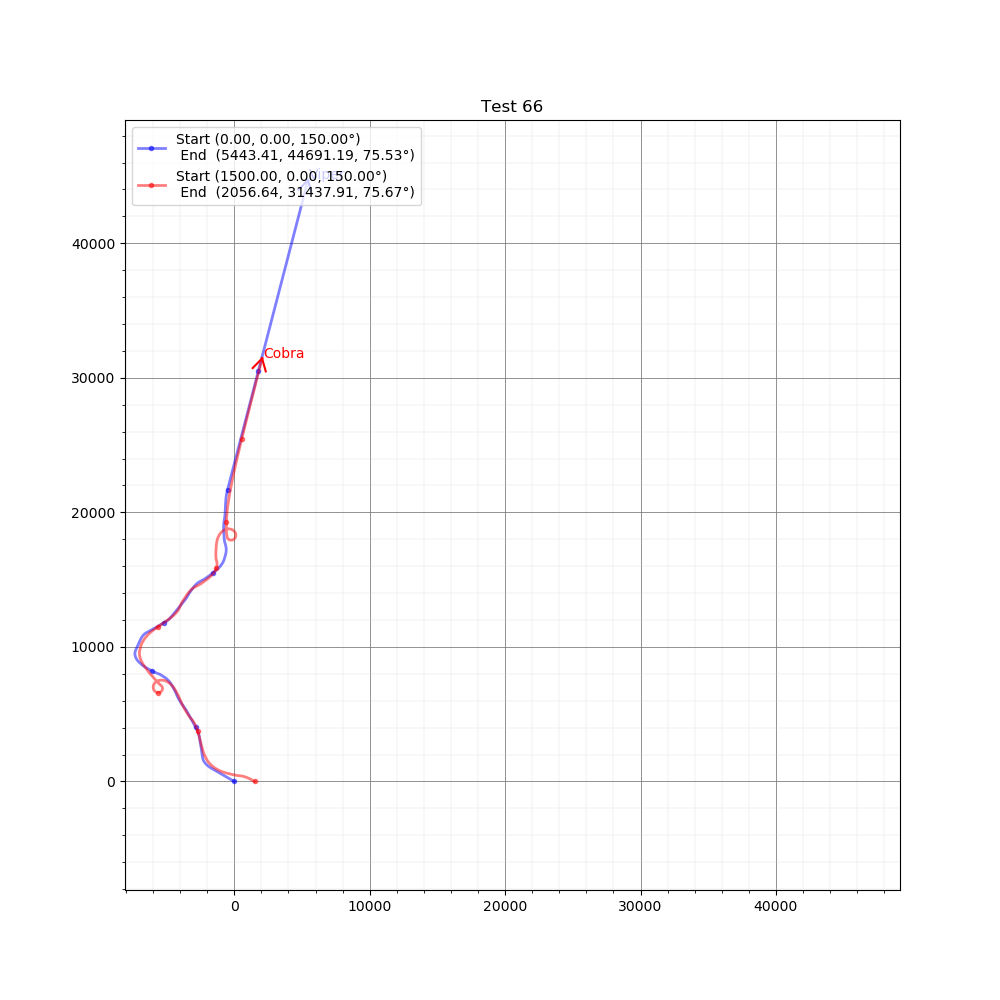 Test 66
Start (0.00, 0.00, 150.00°)
End (5443.41, 44691.19, 75.53°)
Start (1500.00, 0.00, 150.00°)
End (2056.64, 31437.91, 75.67°)
Cobra
40000
30000
20000
10000
0
0
10000
20000
30000
40000